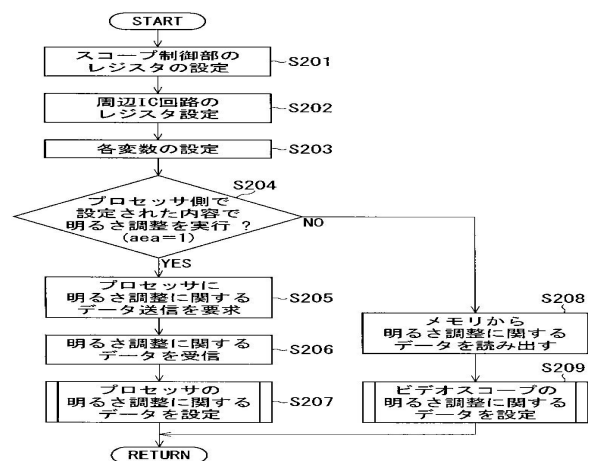 START
スコープ制御部の
レジスタの設定
S201
周辺IC回路の
レジスタ設定
S202
各変数の設定
S203
S204
プロセッサ側で
設定された内容で
明るさ調整を実行 ?
(aea=1)
NO
YES
プロセッサに
明るさ調整に関する
データ送信を要求
S205
明るさ調整に関する
データを受信
S206
プロセッサの
明るさ調整に関する
データを設定
S207
S208
メモリから
明るさ調整に関する
データを読み出す
S209
ビデオスコープの
明るさ調整に関する
データを設定
RETURN